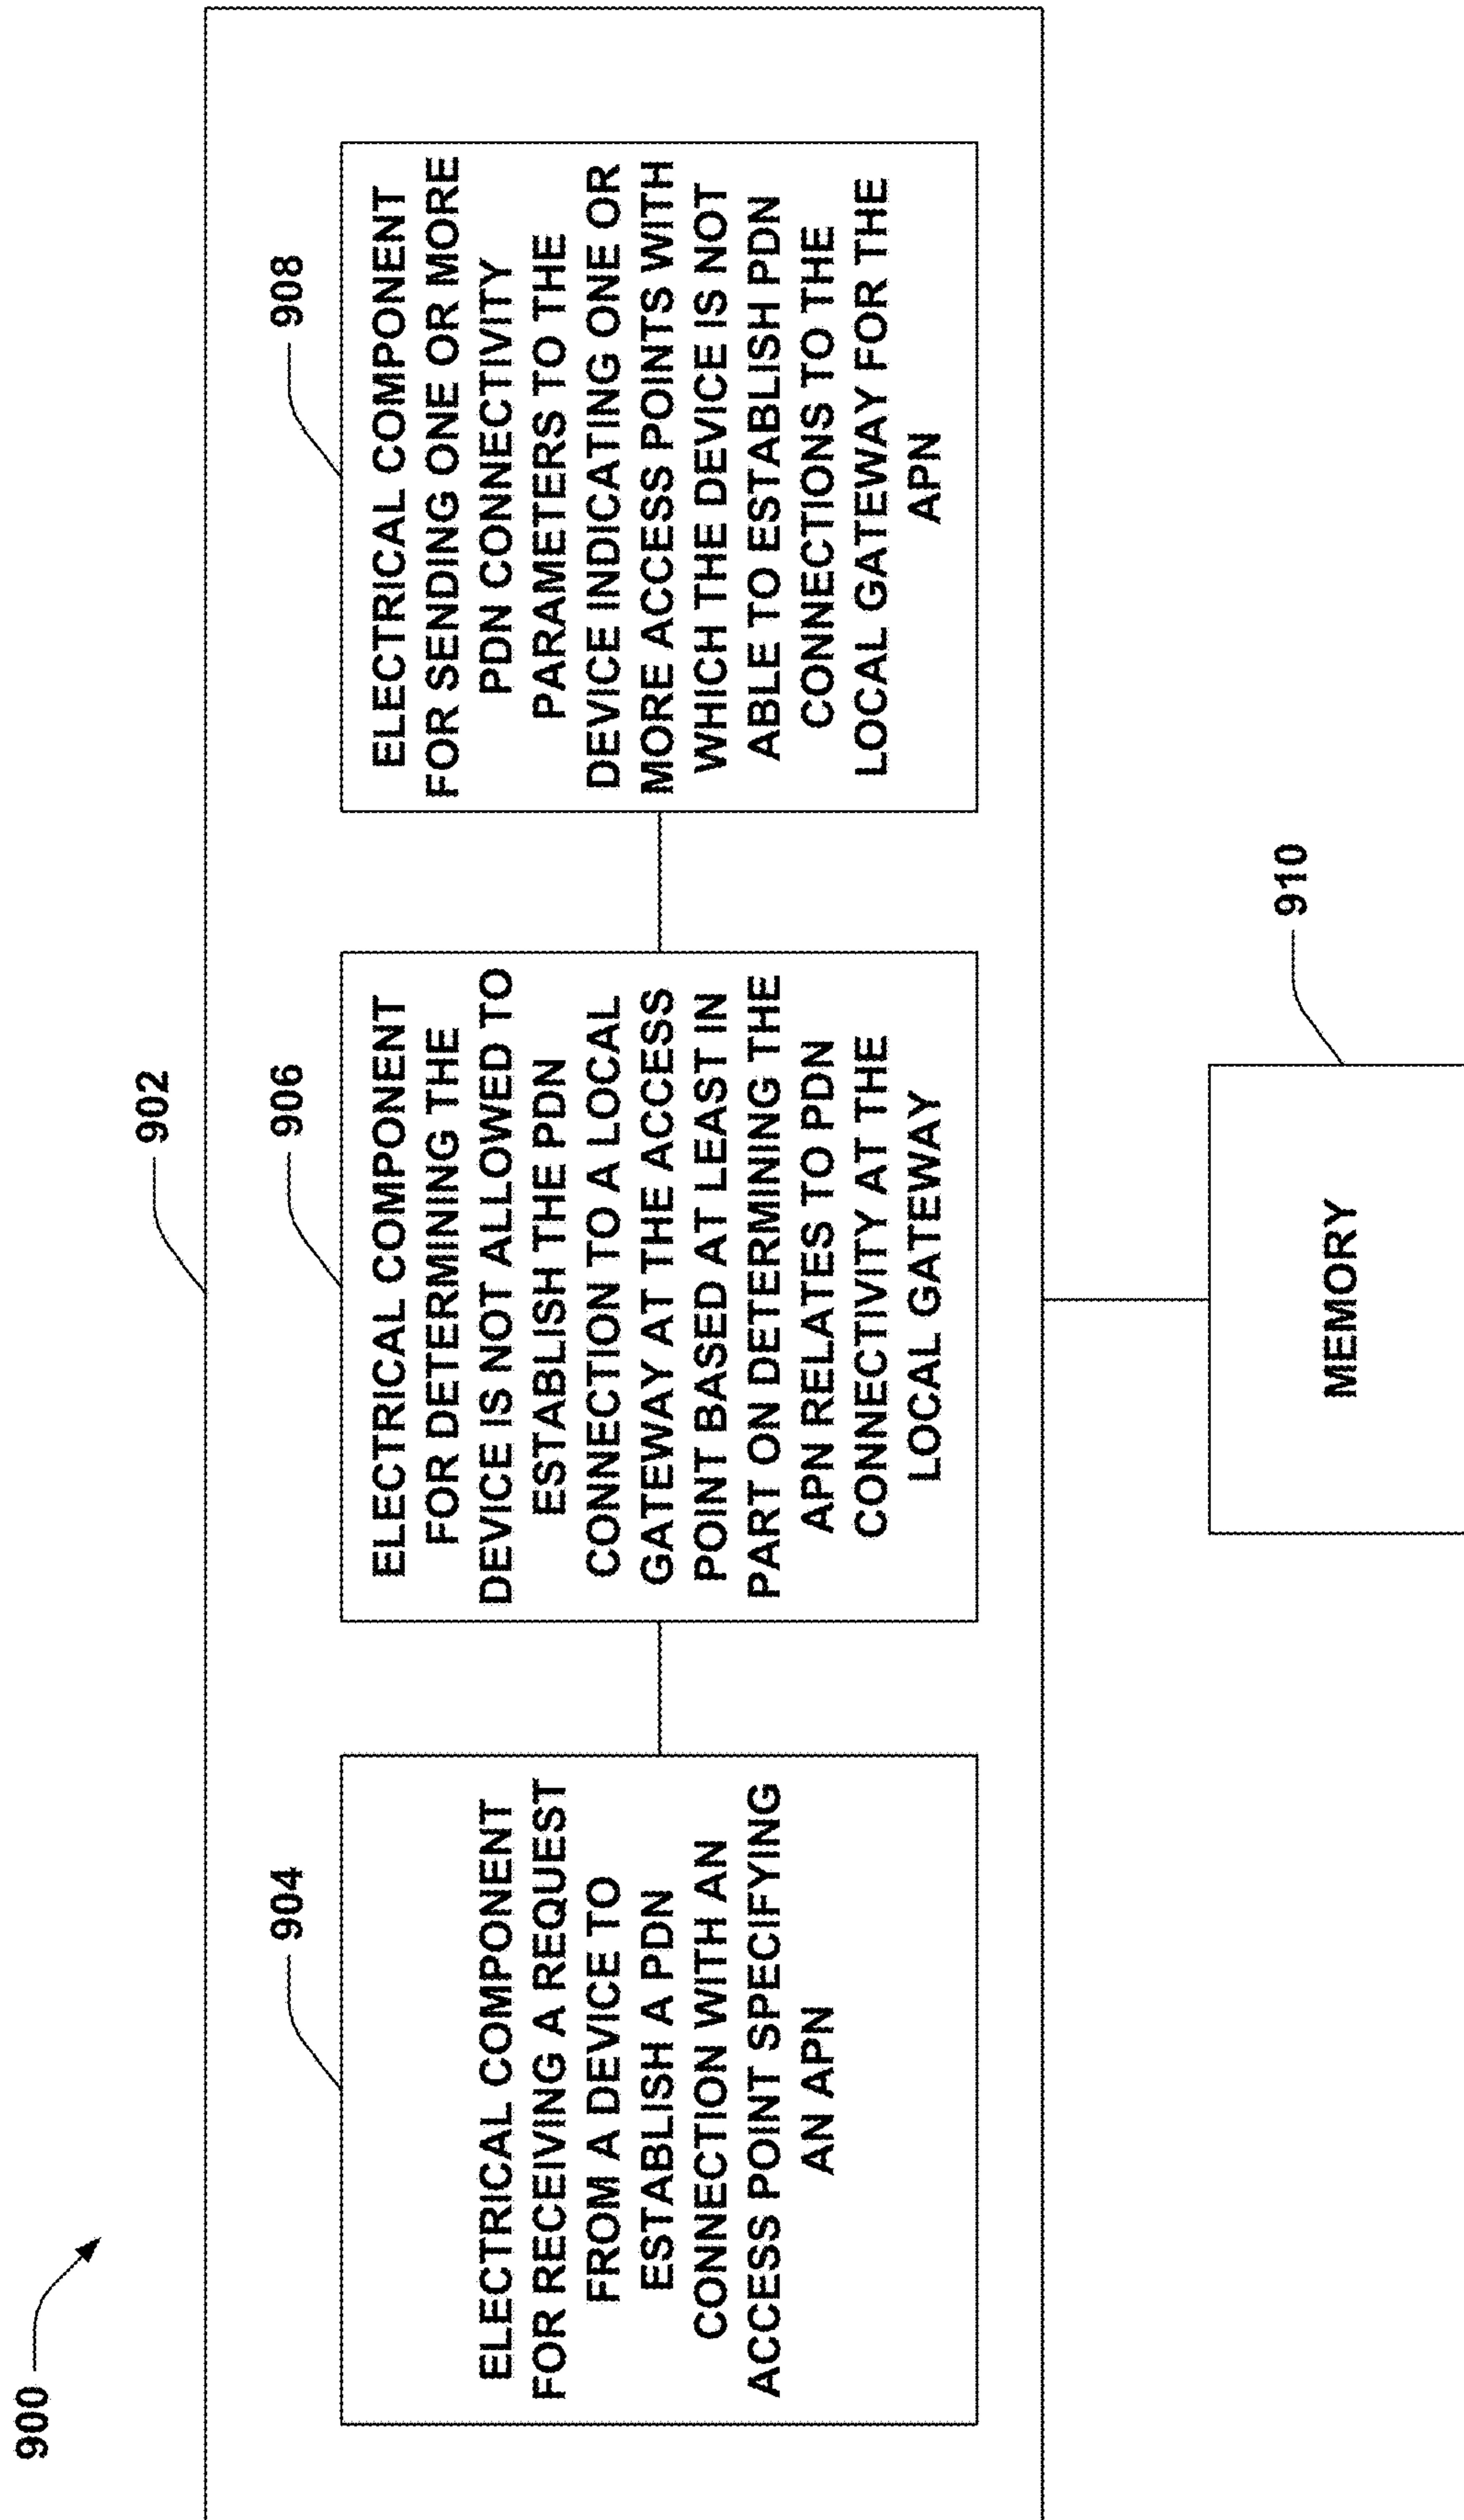 900
902
904
ELECTRICAL COMPONENT
FOR RECEIVING A REQUEST
FROM A DEVICE TO
ESTABLISH A PDN
CONNECTION WITH AN
ACCESS POINT SPECIFYING
AN APN
906
ELECTRICAL COMPONENT
FOR DETERMINING THE
DEVICE IS NOT ALLOWED TO
ESTABLISH THE PDN
CONNECTION TO A LOCAL
GATEWAY AT THE ACCESS
POINT BASED AT LEAST IN
PART ON DETERMINING THE
APN RELATES TO PDN
CONNECTIVITY AT THE
LOCAL GATEWAY
908
ELECTRICAL COMPONENT
FOR SENDING ONE OR MORE
PDN CONNECTIVITY
PARAMETERS TO THE
DEVICE INDICATING ONE OR
MORE ACCESS POINTS WITH
WHICH THE DEVICE IS NOT
ABLE TO ESTABLISH PDN
CONNECTIONS TO THE
LOCAL GATEWAY FOR THE
APN
910
MEMORY